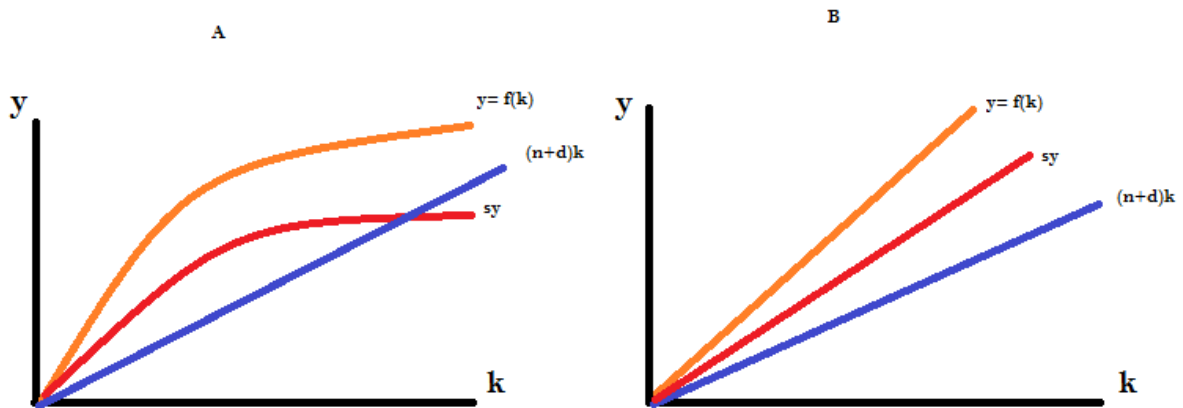 A
y
y= f(k)
(n+d)k
sy
k
B
y
y= f(k)
sy
(n+d)k
k